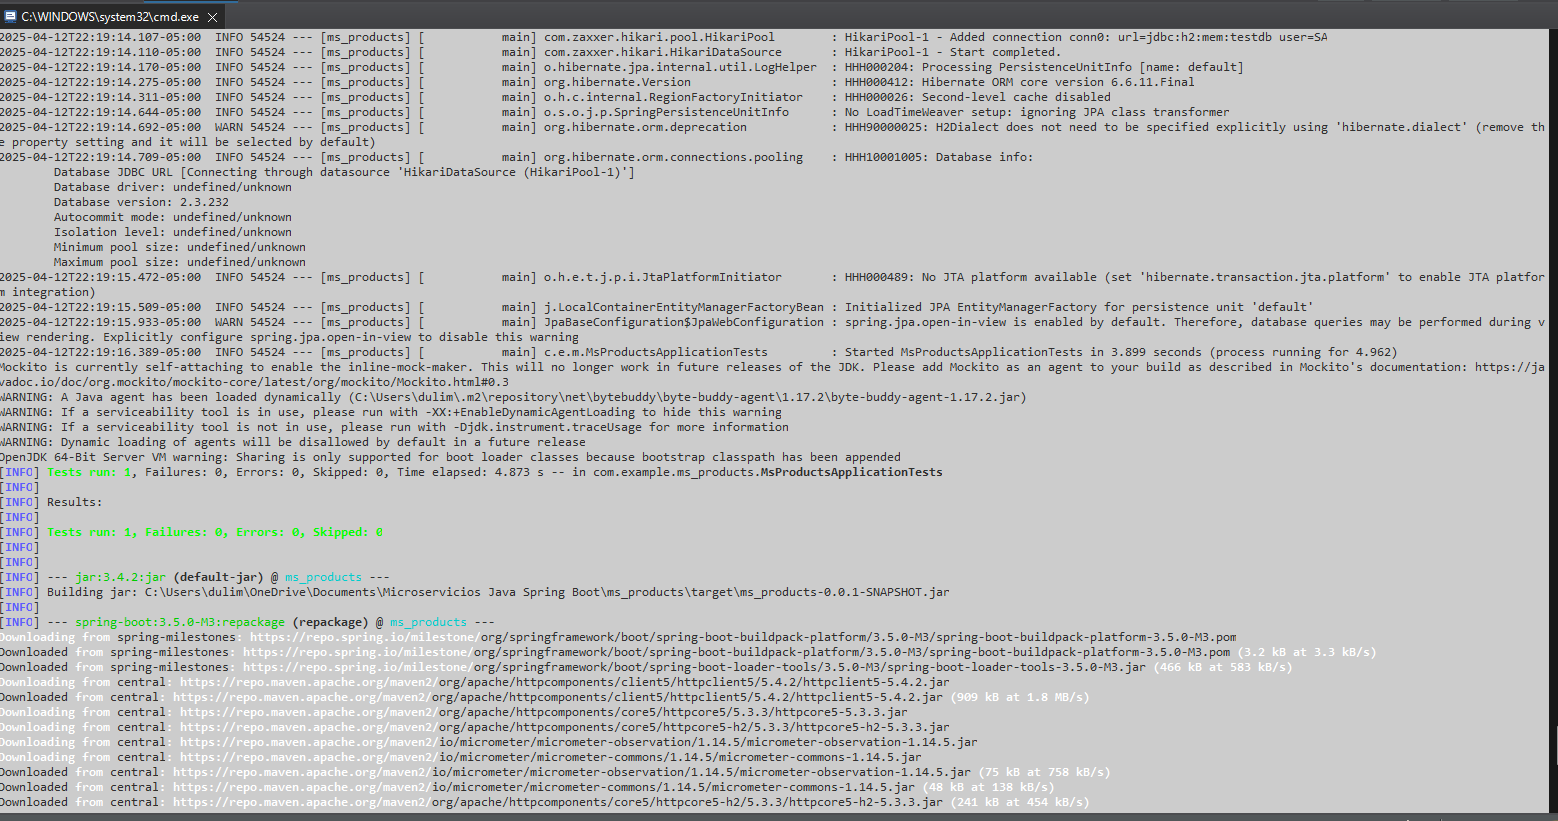 C:\WINDOWS\system32\cmd.exe
2025-04-12T22:19:14.107-05:00  INFO 54524 --- [ms_products] [           main] com.zaxxer.hikari.pool.HikariPool        : HikariPool-1 - Added connection conn0: url=jdbc:h2:mem:testdb user=SA
2025-04-12T22:19:14.110-05:00  INFO 54524 --- [ms_products] [           main] com.zaxxer.hikari.HikariDataSource       : HikariPool-1 - Start completed.
2025-04-12T22:19:14.170-05:00  INFO 54524 --- [ms_products] [           main] o.hibernate.jpa.internal.util.LogHelper  : HHH000204: Processing PersistenceUnitInfo [name: default]
2025-04-12T22:19:14.275-05:00  INFO 54524 --- [ms_products] [           main] org.hibernate.Version                    : HHH000412: Hibernate ORM core version 6.6.11.Final
2025-04-12T22:19:14.311-05:00  INFO 54524 --- [ms_products] [           main] o.h.c.internal.RegionFactoryInitiator    : HHH000026: Second-level cache disabled
2025-04-12T22:19:14.644-05:00  INFO 54524 --- [ms_products] [           main] o.s.o.j.p.SpringPersistenceUnitInfo      : No LoadTimeWeaver setup: ignoring JPA class transformer
2025-04-12T22:19:14.692-05:00  WARN 54524 --- [ms_products] [           main] org.hibernate.orm.deprecation            : HHH90000025: H2Dialect does not need to be specified explicitly using 'hibernate.dialect' (remove th
e property setting and it will be selected by default)
2025-04-12T22:19:14.709-05:00  INFO 54524 --- [ms_products] [           main] org.hibernate.orm.connections.pooling    : HHH10001005: Database info:
Database JDBC URL [Connecting through datasource 'HikariDataSource (HikariPool-1)']
Database driver: undefined/unknown
Database version: 2.3.232
Autocommit mode: undefined/unknown
Isolation level: undefined/unknown
Minimum pool size: undefined/unknown
Maximum pool size: undefined/unknown
2025-04-12T22:19:15.472-05:00  INFO 54524 --- [ms_products] [           main] o.h.e.t.j.p.i.JtaPlatformInitiator       : HHH000489: No JTA platform available (set 'hibernate.transaction.jta.platform' to enable JTA platfor
m integration)
2025-04-12T22:19:15.509-05:00  INFO 54524 --- [ms_products] [           main] j.LocalContainerEntityManagerFactoryBean : Initialized JPA EntityManagerFactory for persistence unit 'default'
2025-04-12T22:19:15.933-05:00  WARN 54524 --- [ms_products] [           main] JpaBaseConfiguration$JpaWebConfiguration : spring.jpa.open-in-view is enabled by default. Therefore, database queries may be performed during v
iew rendering. Explicitly configure spring.jpa.open-in-view to disable this warning
2025-04-12T22:19:16.389-05:00  INFO 54524 --- [ms_products] [           main] c.e.m.MsProductsApplicationTests         : Started MsProductsApplicationTests in 3.899 seconds (process running for 4.962)
Mockito is currently self-attaching to enable the inline-mock-maker. This will no longer work in future releases of the JDK. Please add Mockito as an agent to your build as described in Mockito's documentation: https://ja
vadoc.io/doc/org.mockito/mockito-core/latest/org/mockito/Mockito.html#0.3
WARNING: A Java agent has been loaded dynamically (C:\Users\dulim\.m2\repository\net\bytebuddy\byte-buddy-agent\1.17.2\byte-buddy-agent-1.17.2.jar)
WARNING: If a serviceability tool is in use, please run with -XX:+EnableDynamicAgentLoading to hide this warning
WARNING: If a serviceability tool is not in use, please run with -Djdk.instrument.traceUsage for more information
WARNING: Dynamic loading of agents will be disallowed by default in a future release
OpenJDK 64-Bit Server VM warning: Sharing is only supported for boot loader classes because bootstrap classpath has been appended
[INFO] Tests run: 1, Failures: 0, Errors: 0, Skipped: 0, Time elapsed: 4.873 s -- in com.example.ms_products.MsProductsApplicationTests
[INFO]
[INFO] Results:
[INFO]
[INFO] Tests run: 1, Failures: 0, Errors: 0, Skipped: 0
[INFO]
[INFO]
[INFO] --- jar:3.4.2:jar (default-jar) @ ms_products ---
[INFO] Building jar: C:\Users\dulim\OneDrive\Documents\Microservicios Java Spring Boot\ms_products\target\ms_products-0.0.1-SNAPSHOT.jar
[INFO]
[INFO] --- spring-boot:3.5.0-M3:repackage (repackage) @ ms_products ---
Downloading from spring-milestones: https://repo.spring.io/milestone/org/springframework/boot/spring-boot-buildpack-platform/3.5.0-M3/spring-boot-buildpack-platform-3.5.0-M3.pom
Downloaded from spring-milestones: https://repo.spring.io/milestone/org/springframework/boot/spring-boot-buildpack-platform/3.5.0-M3/spring-boot-buildpack-platform-3.5.0-M3.pom (3.2 kB at 3.3 kB/s)
Downloaded from spring-milestones: https://repo.spring.io/milestone/org/springframework/boot/spring-boot-loader-tools/3.5.0-M3/spring-boot-loader-tools-3.5.0-M3.jar (466 kB at 583 kB/s)
Downloading from central: https://repo.maven.apache.org/maven2/org/apache/httpcomponents/client5/httpclient5/5.4.2/httpclient5-5.4.2.jar
Downloaded from central: https://repo.maven.apache.org/maven2/org/apache/httpcomponents/client5/httpclient5/5.4.2/httpclient5-5.4.2.jar (909 kB at 1.8 MB/s)
Downloading from central: https://repo.maven.apache.org/maven2/org/apache/httpcomponents/core5/httpcore5/5.3.3/httpcore5-5.3.3.jar
Downloading from central: https://repo.maven.apache.org/maven2/org/apache/httpcomponents/core5/httpcore5-h2/5.3.3/httpcore5-h2-5.3.3.jar
Downloading from central: https://repo.maven.apache.org/maven2/io/micrometer/micrometer-observation/1.14.5/micrometer-observation-1.14.5.jar
Downloading from central: https://repo.maven.apache.org/maven2/io/micrometer/micrometer-commons/1.14.5/micrometer-commons-1.14.5.jar
Downloaded from central: https://repo.maven.apache.org/maven2/io/micrometer/micrometer-observation/1.14.5/micrometer-observation-1.14.5.jar (75 kB at 758 kB/s)
Downloaded from central: https://repo.maven.apache.org/maven2/io/micrometer/micrometer-commons/1.14.5/micrometer-commons-1.14.5.jar (48 kB at 138 kB/s)
Downloaded from central: https://repo.maven.apache.org/maven2/org/apache/httpcomponents/core5/httpcore5-h2/5.3.3/httpcore5-h2-5.3.3.jar (241 kB at 454 kB/s)